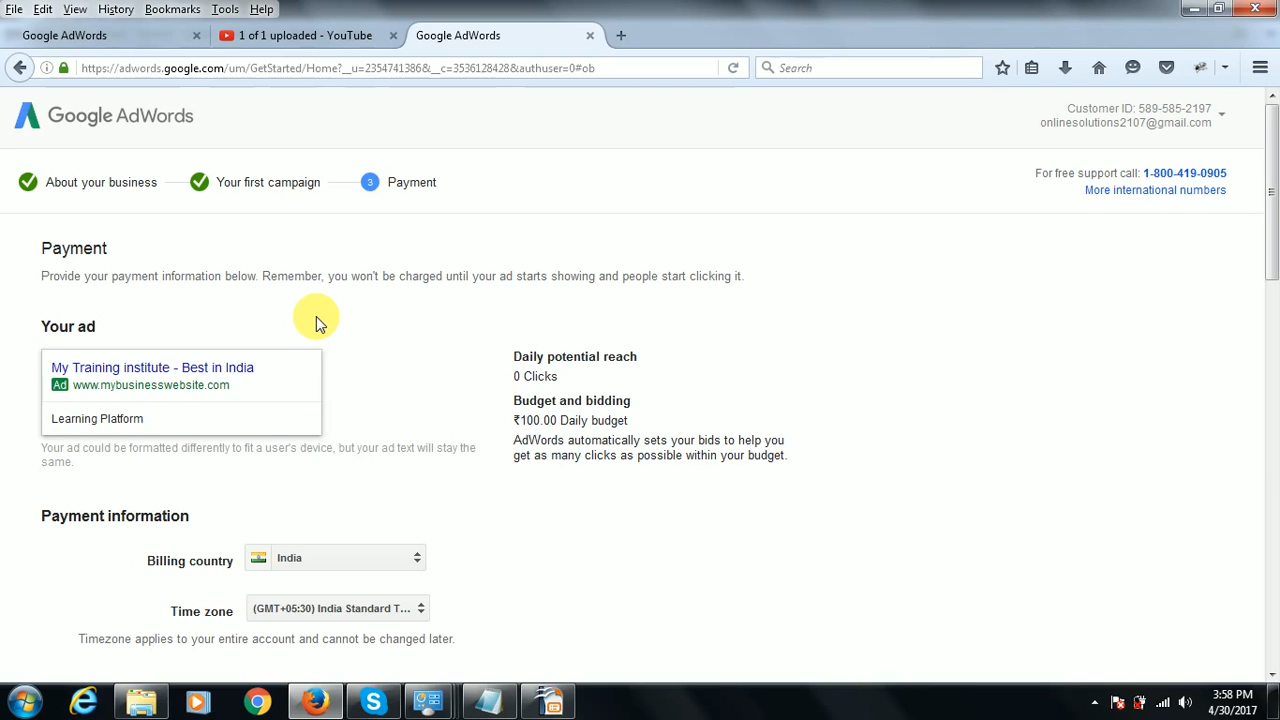 File Edit View History Bookmarks Tools Help
Google AdWords
1 of 1 uploaded - YouTube
Google AdWords
https://adwords.google.com/um/GetStarted/Home?__u=2354741386&__c=3536128428&authuser=0#ob
Search
Google AdWords
Customer ID: 589-585-2197
onlinesolutions2107@gmail.com
About your business
Your first campaign
3 Payment
For free support call: 1-800-419-0905
More international numbers
Payment
Provide your payment information below. Remember, you won't be charged until your ad starts showing and people start clicking it.
Your ad
My Training institute - Best in India
Ad www.mybusinesswebsite.com
Learning Platform
Your ad could be formatted differently to fit a user's device, but your ad text will stay the
same.
Daily potential reach
0 Clicks
Budget and bidding
₹100.00 Daily budget
AdWords automatically sets your bids to help you
get as many clicks as possible within your budget.
Payment information
Billing country India
Time zone (GMT+05:30) India Standard T...
Timezone applies to your entire account and cannot be changed later.
3:58 PM
4/30/2017